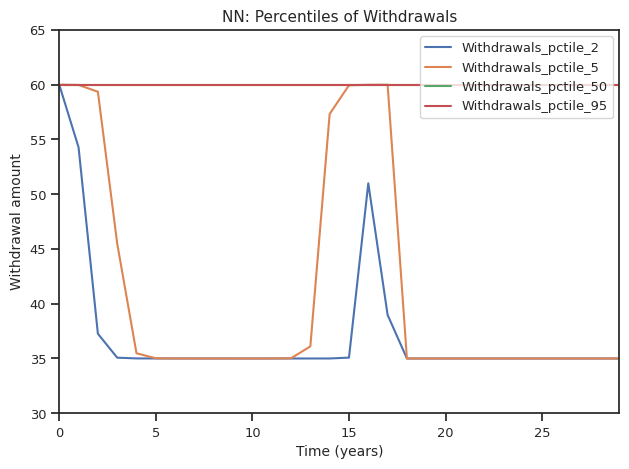 NN: Percentiles of Withdrawals
65
60
55
50
45
40
35
30
Withdrawal amount
Withdrawals_pctile_2
Withdrawals_pctile_5
Withdrawals_pctile_50
Withdrawals_pctile_95
0 5 10 15 20 25
Time (years)